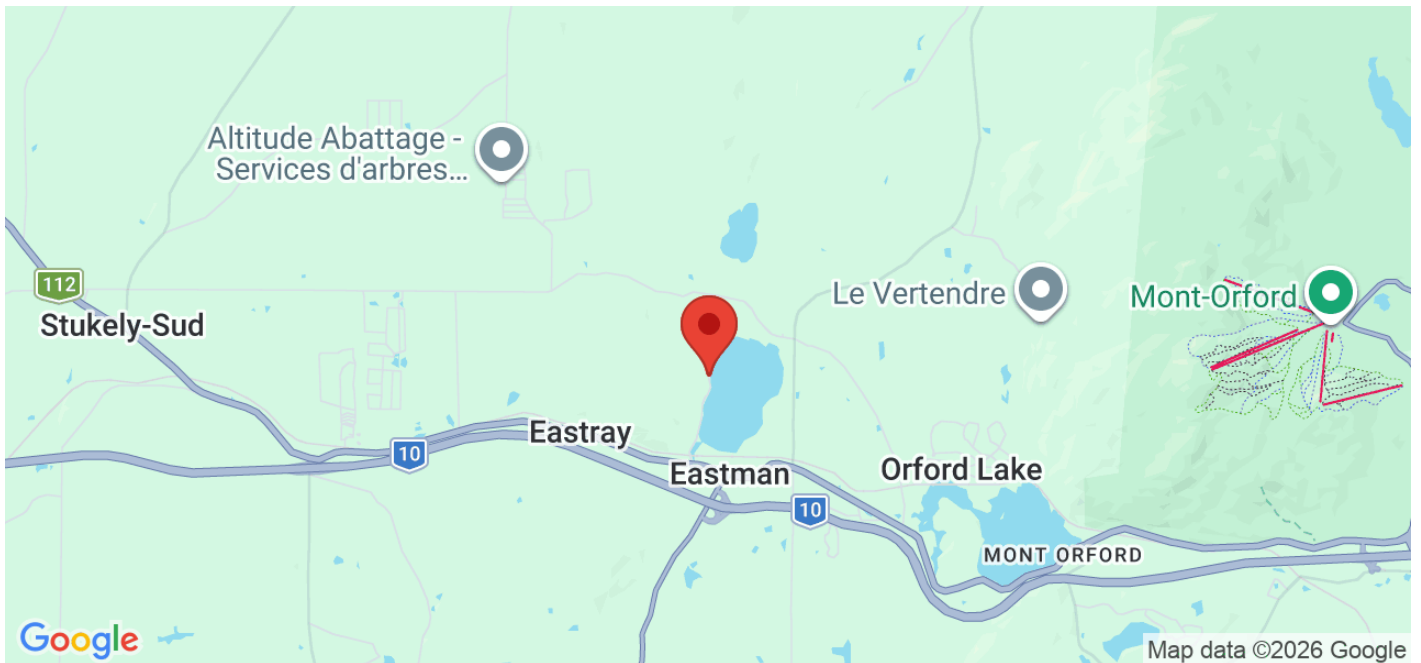 Altitude Abattage -
Services d'arbres...
112
Stukely-Sud
Le Vertendre
Mont-Orford
Eastray
10
Eastman
Orford Lake
10
MONT ORFORD
Google
Map data ©2026 Google